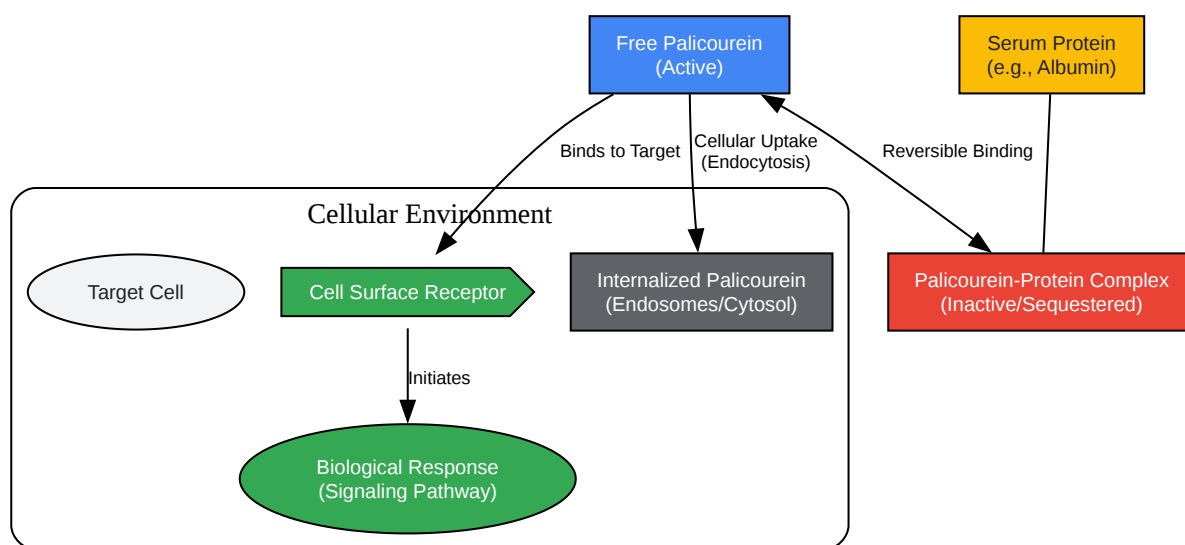 Free Palicourein
(Active)
Serum Protein
(e.g., Albumin)
Binds to Target
Cellular Uptake
(Endocytosis)
Reversible Binding
Cellular Environment
Target Cell
Cell Surface Receptor
Internalized Palicourein
(Endosomes/Cytosol)
Palicourein-Protein Complex
(Inactive/Sequestered)
Initiates
Biological Response
(Signaling Pathway)